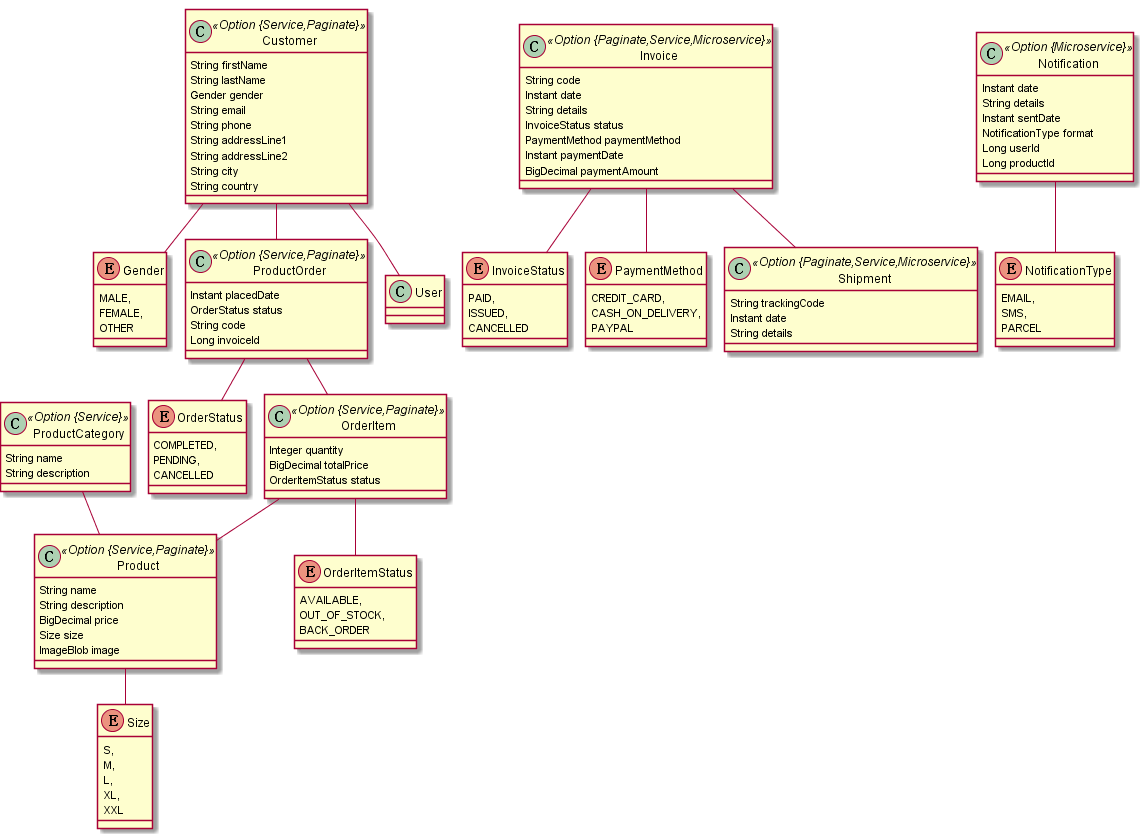 C «Option {Service,Paginate}»
Customer
String firstName
String lastName
Gender gender
String email
String phone
String addressLine1
String addressLine2
String city
String country
C «Option {Paginate,Service,Microservice}»
Invoice
String code
Instant date
String details
InvoiceStatus status
PaymentMethod paymentMethod
Instant paymentDate
BigDecimal paymentAmount
C «Option {Microservice}»
Notification
Instant date
String details
Instant sentDate
NotificationType format
Long userId
Long productId
E Gender
MALE,
FEMALE,
OTHER
C «Option {Service,Paginate}»
ProductOrder
Instant placedDate
OrderStatus status
String code
Long invoiceId
C User
E InvoiceStatus
PAID,
ISSUED,
CANCELLED
E PaymentMethod
CREDIT_CARD,
CASH_ON_DELIVERY,
PAYPAL
C «Option {Paginate,Service,Microservice}»
Shipment
String trackingCode
Instant date
String details
E NotificationType
EMAIL,
SMS,
PARCEL
C «Option {Service}»
ProductCategory
String name
String description
E OrderStatus
COMPLETED,
PENDING,
CANCELLED
C «Option {Service,Paginate}»
OrderItem
Integer quantity
BigDecimal totalPrice
OrderItemStatus status
C «Option {Service,Paginate}»
Product
String name
String description
BigDecimal price
Size size
ImageBlob image
E OrderItemStatus
AVAILABLE,
OUT_OF_STOCK,
BACK_ORDER
E Size
S,
M,
L,
XL,
XXL